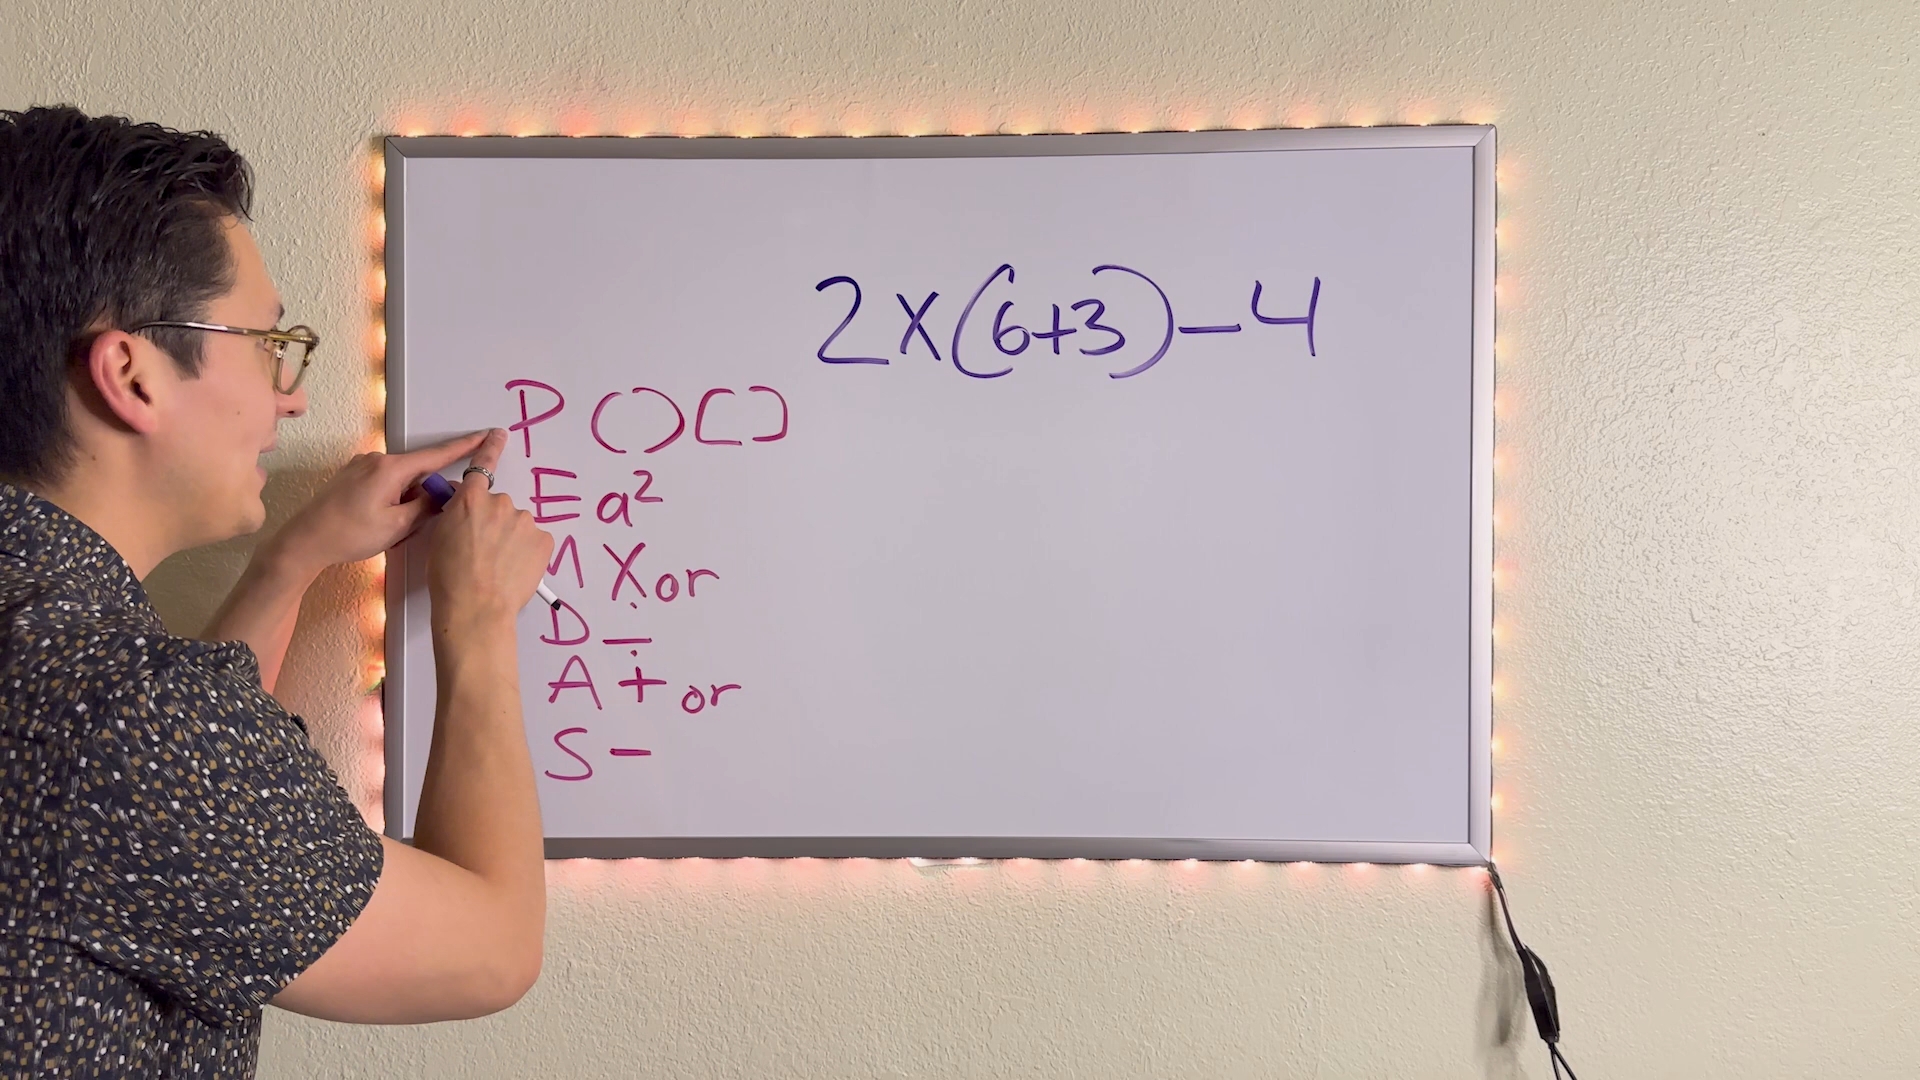 2x(6+3)-4
P ()[]
E a²
M X or
D ÷
A + or
S -